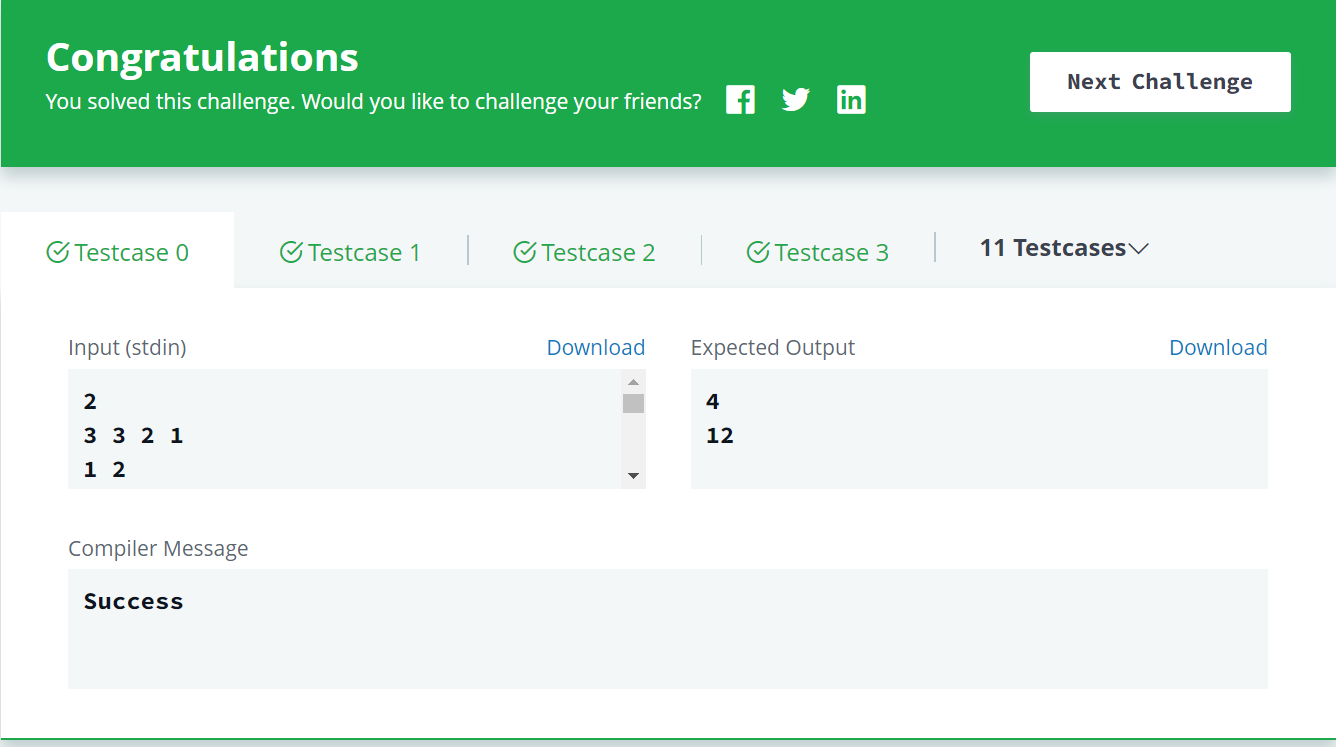 Congratulations
You solved this challenge. Would you like to challenge your friends?
Next Challenge
Testcase 0
Testcase 1
Testcase 2
Testcase 3
11 Testcases
Input (stdin)
Download
2
3 3 2 1
1 2
Expected Output
Download
4
12
Compiler Message
Success